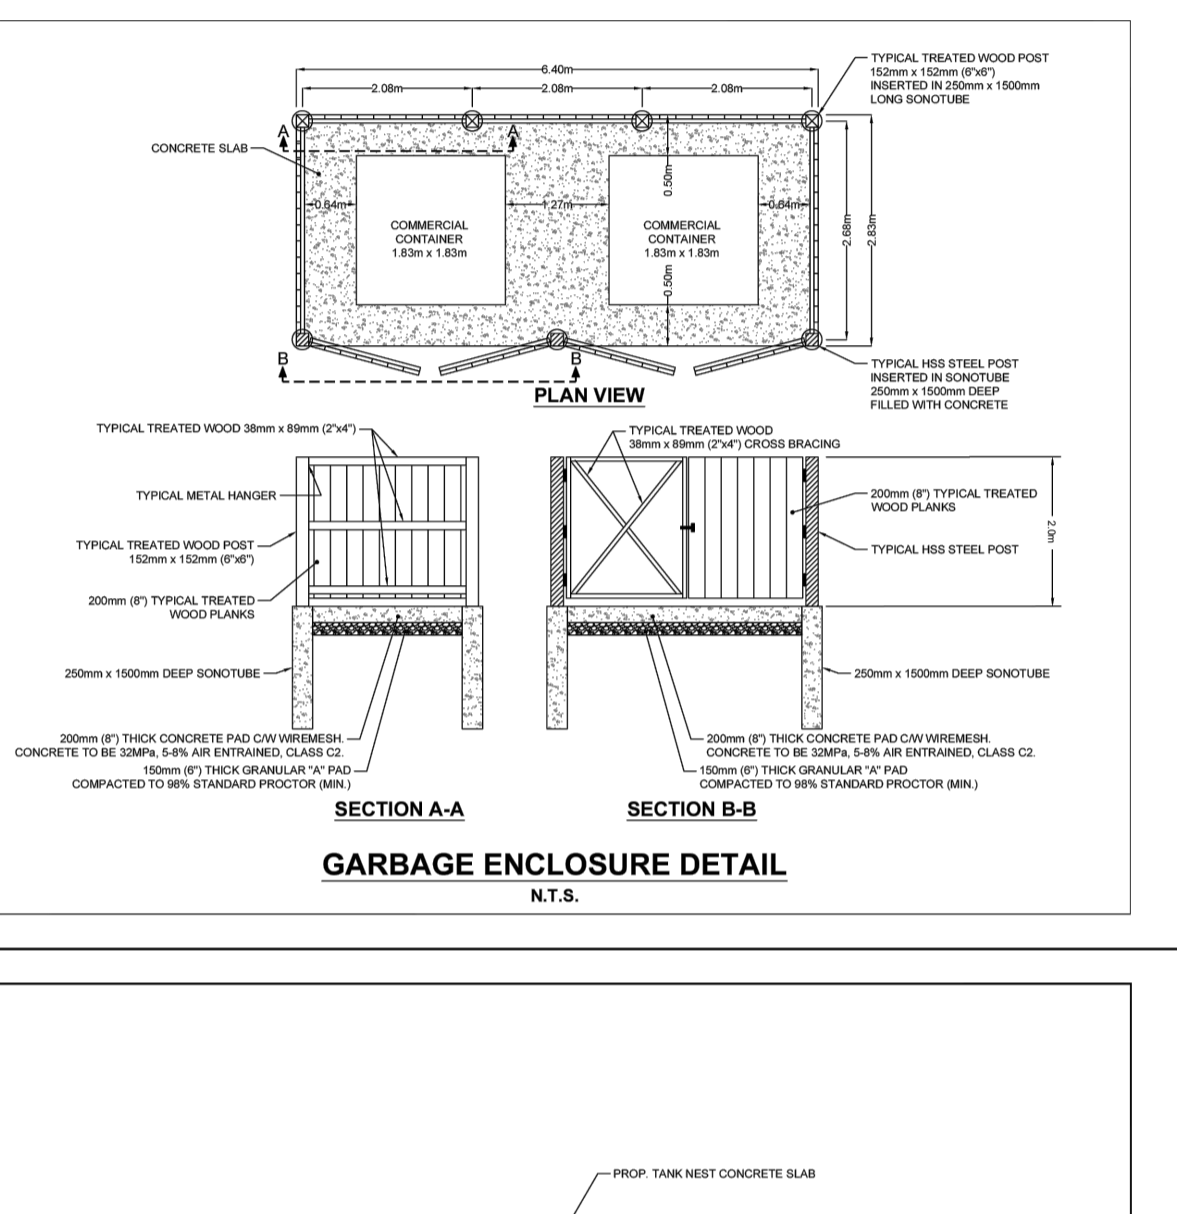 6.40m
2.08m
2.08m
2.08m
TYPICAL TREATED WOOD POST
152mm x 152mm (6"x6")
INSERTED IN 250mm x 1500mm
LONG SONOTUBE
A
A
CONCRETE SLAB
0.64m
1.27m
0.50m
0.64m
COMMERCIAL
CONTAINER
1.83m x 1.83m
COMMERCIAL
CONTAINER
1.83m x 1.83m
0.50m
2.68m
2.83m
B
B
PLAN VIEW
TYPICAL HSS STEEL POST
INSERTED IN SONOTUBE
250mm x 1500mm DEEP
FILLED WITH CONCRETE
TYPICAL TREATED WOOD 38mm x 89mm (2"x4")
TYPICAL METAL HANGER
TYPICAL TREATED WOOD POST
152mm x 152mm (6"x6")
200mm (8") TYPICAL TREATED
WOOD PLANKS
250mm x 1500mm DEEP SONOTUBE
200mm (8") THICK CONCRETE PAD C/W WIREMESH.
CONCRETE TO BE 32MPa, 5-8% AIR ENTRAINED, CLASS C2.
150mm (6") THICK GRANULAR "A" PAD
COMPACTED TO 98% STANDARD PROCTOR (MIN.)
SECTION A-A
TYPICAL TREATED WOOD
38mm x 89mm (2"x4") CROSS BRACING
200mm (8") TYPICAL TREATED
WOOD PLANKS
2.0m
TYPICAL HSS STEEL POST
250mm x 1500mm DEEP SONOTUBE
200mm (8") THICK CONCRETE PAD C/W WIREMESH.
CONCRETE TO BE 32MPa, 5-8% AIR ENTRAINED, CLASS C2.
150mm (6") THICK GRANULAR "A" PAD
COMPACTED TO 98% STANDARD PROCTOR (MIN.)
SECTION B-B
GARBAGE ENCLOSURE DETAIL
N.T.S.
PROP. TANK NEST CONCRETE SLAB